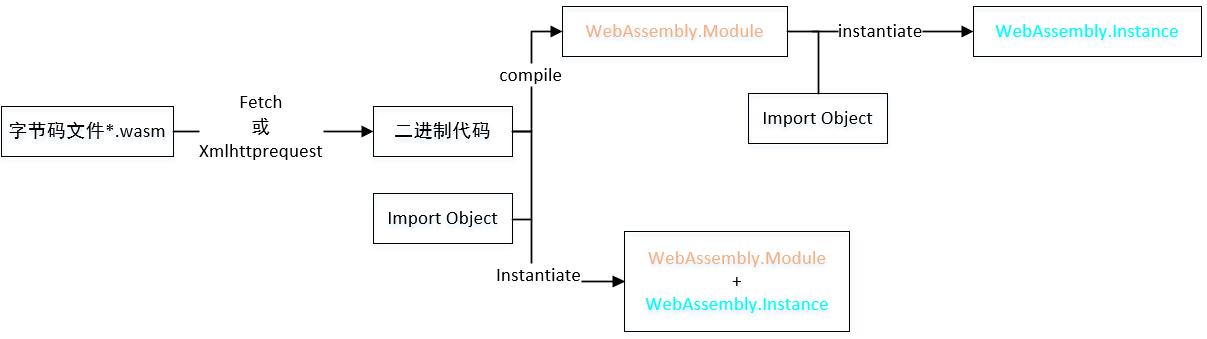 WebAssembly.Module
instantiate
WebAssembly.Instance
compile
Fetch
或
Xmlhttprequest
字节码文件*.wasm
二进制代码
Import Object
Import Object
Instantiate
WebAssembly.Module
+
WebAssembly.Instance